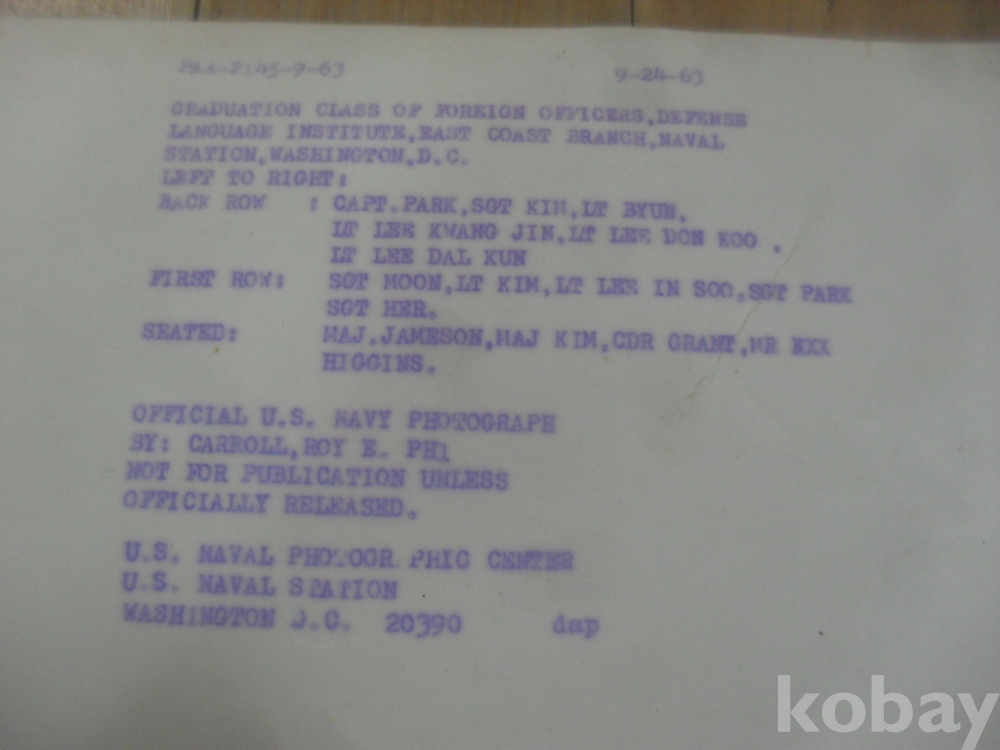 PAA-2145-9-63 9-24-63
GRADUATION CLASS OF FOREIGN OFFICERS,DEFENSE
LANGUAGE INSTITUTE,EAST COAST BRANCH,NAVAL
STATION,WASHINGTON,D.C.
LEFT TO RIGHT:
BACK ROW : CAPT.PARK,SGT KIM,LT BYUN,
LT LEE KWANG JIN,LT LEE DON KOO ,
LT LEE DAL KUN
FIRST ROW: SGT MOON,LT KIM,LT LEE IN SOO,SGT PARK
SGT HER.
SEATED: MAJ.JAMESON,MAJ KIM,CDR GRANT,MR EXX
HIGGINS.
OFFICIAL U.S. NAVY PHOTOGRAPH
BY: CARROLL,ROY E. PH1
NOT FOR PUBLICATION UNLESS
OFFICIALLY RELEASED.
U.S. NAVAL PHOTOGR PHIC CENTER
U.S. NAVAL STATION
WASHINGTON D.C. 20390 dap
kobay